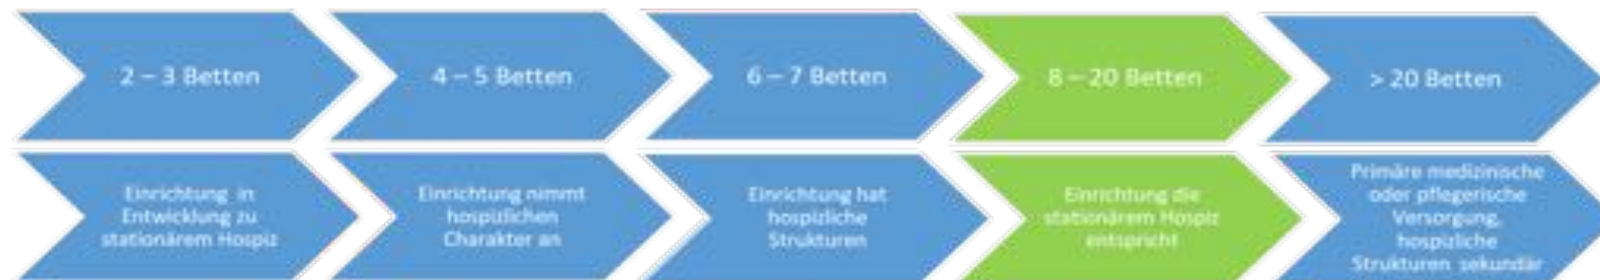 2 – 3 Betten
4 – 5 Betten
6 – 7 Betten
8 – 20 Betten
> 20 Betten
Einrichtung in
Entwicklung zu
stationärem Hospiz
Einrichtung nimmt
hospizlichen
Charakter an
Einrichtung hat
hospizliche
Strukturen
Einrichtung die
stationärem Hospiz
entspricht
Primäre medizinische
oder pflegerische
Versorgung,
hospizliche
Strukturen sekundär